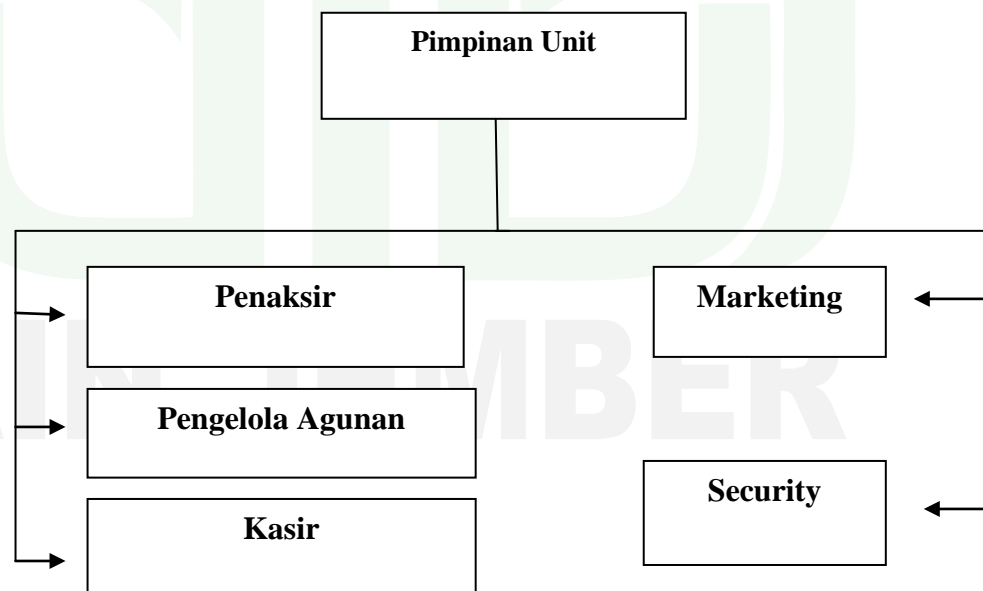 Pimpinan Unit
Penaksir
Marketing
Pengelola Agunan
Security
Kasir